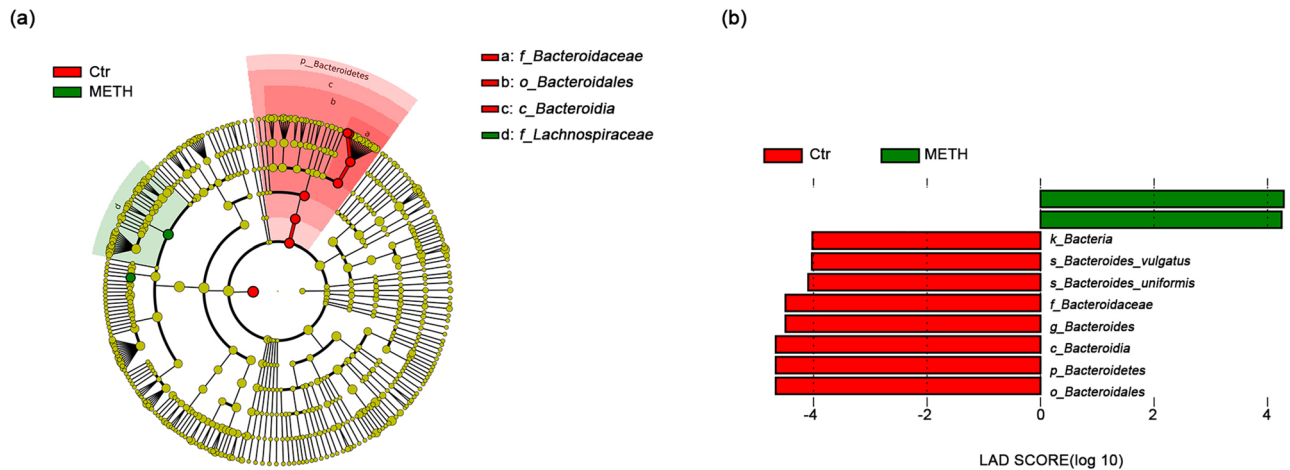 (a)
Ctr
METH
p__Bacteroidetes
c
b
a
d
a: f_Bacteroidaceae
b: o_Bacteroidales
c: c_Bacteroidia
d: f_Lachnospiraceae
(b)
Ctr
METH
k_Bacteria
s_Bacteroides_vulgatus
s_Bacteroides_uniformis
f_Bacteroidaceae
g_Bacteroides
c_Bacteroidia
p_Bacteroidetes
o_Bacteroidales
-4 -2 0 2 4
LAD SCORE(log 10)